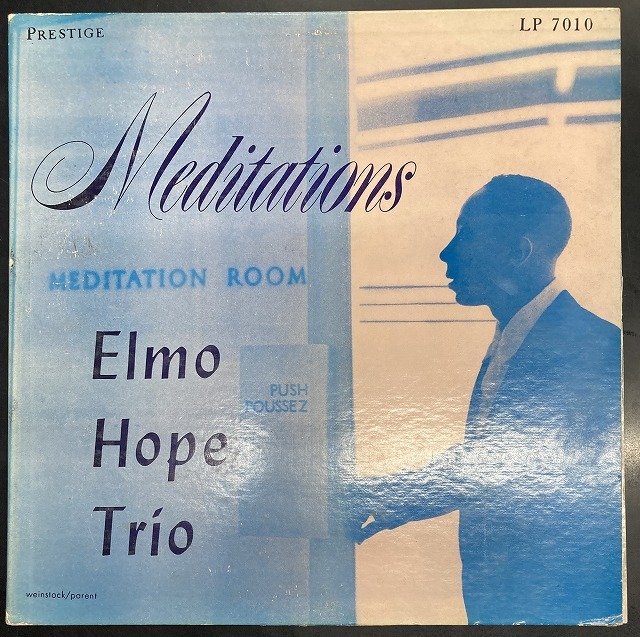 PRESTIGE
LP 7010
Meditations
MEDITATION ROOM
Elmo
Hope
Trio
PUSH
POUSSEZ
weinstock/parent